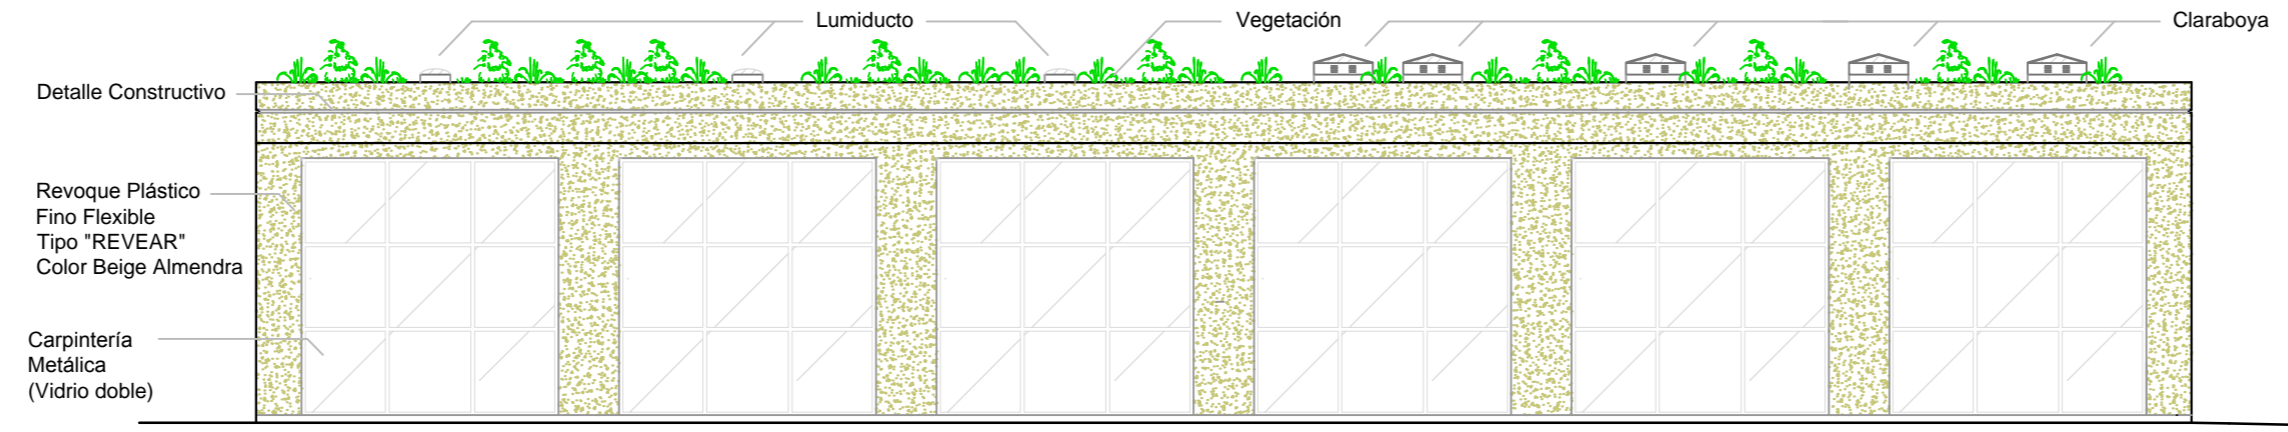 Lumiducto
Vegetación
Claraboya
Detalle Constructivo
Revoque Plástico
Fino Flexible
Tipo "REVEAR"
Color Beige Almendra
Carpintería
Metálica
(Vidrio doble)